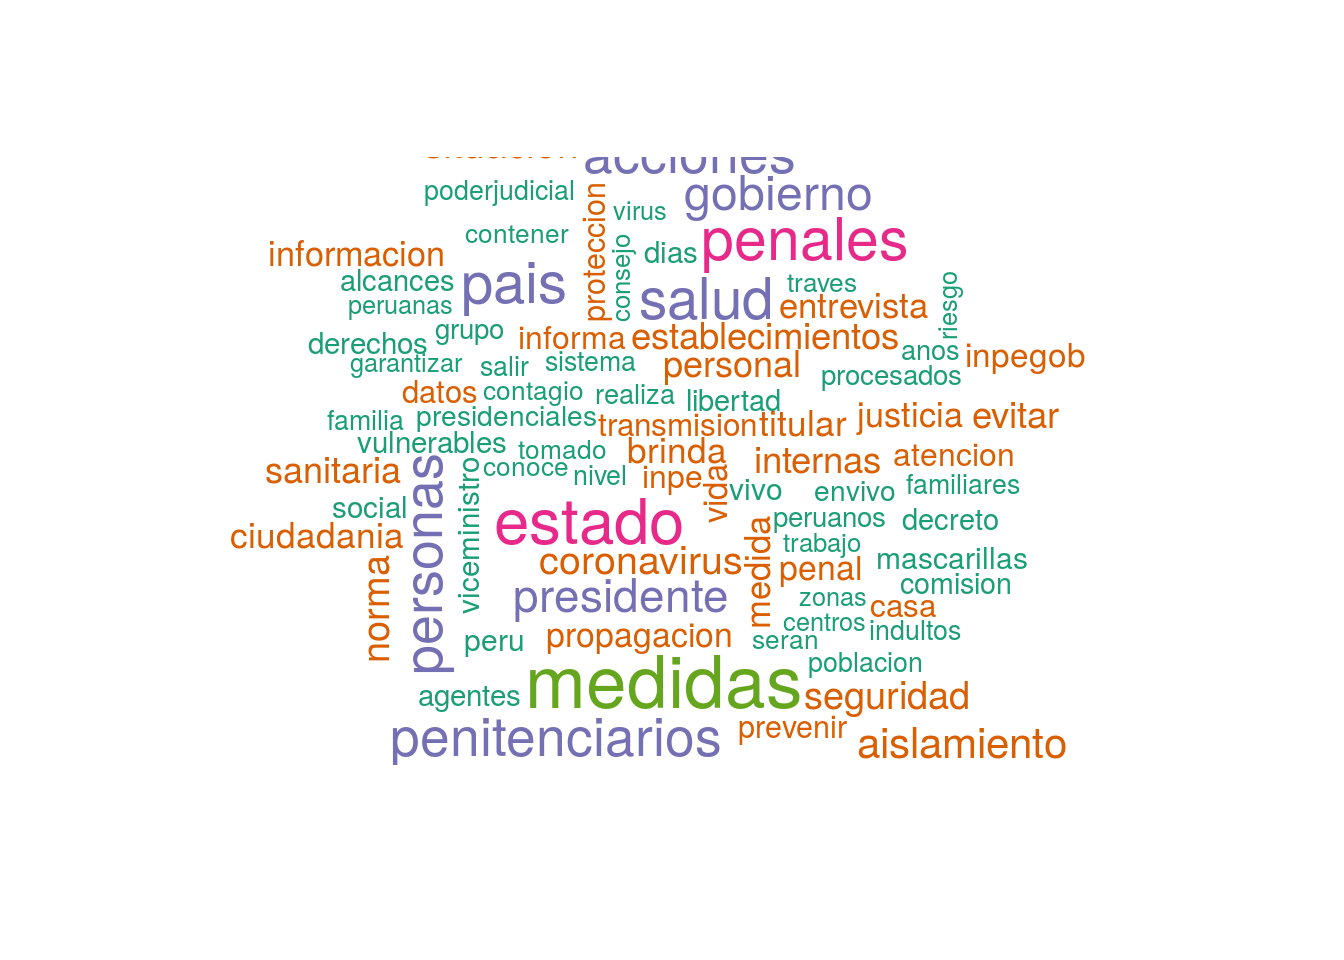 acciones
poderjudicial
gobierno
virus
proteccion
contener
penales
informacion
consejo
dias
alcances
pais
salud
traves
peruanas
entrevista
riesgo
grupo
derechos
informa
establecimientos
garantizar
salir
sistema
personal
anos
inpegob
procesados
datos
contagio
realiza
libertad
familia
presidenciales
transmision
titular
justicia
evitar
vulnerables
tomado
brinda
internas
atencion
sanitaria
personas
viceministro
conoce
nivel
inpe
vida
vivo
envivo
familiares
social
estado
peruanos
decreto
ciudadania
coronavirus
medida
trabajo
penal
mascarillas
comision
norma
presidente
zonas
casa
centros
indultos
peru
propagacion
seran
poblacion
agentes
medidas
seguridad
penitenciarios
prevenir
aislamiento